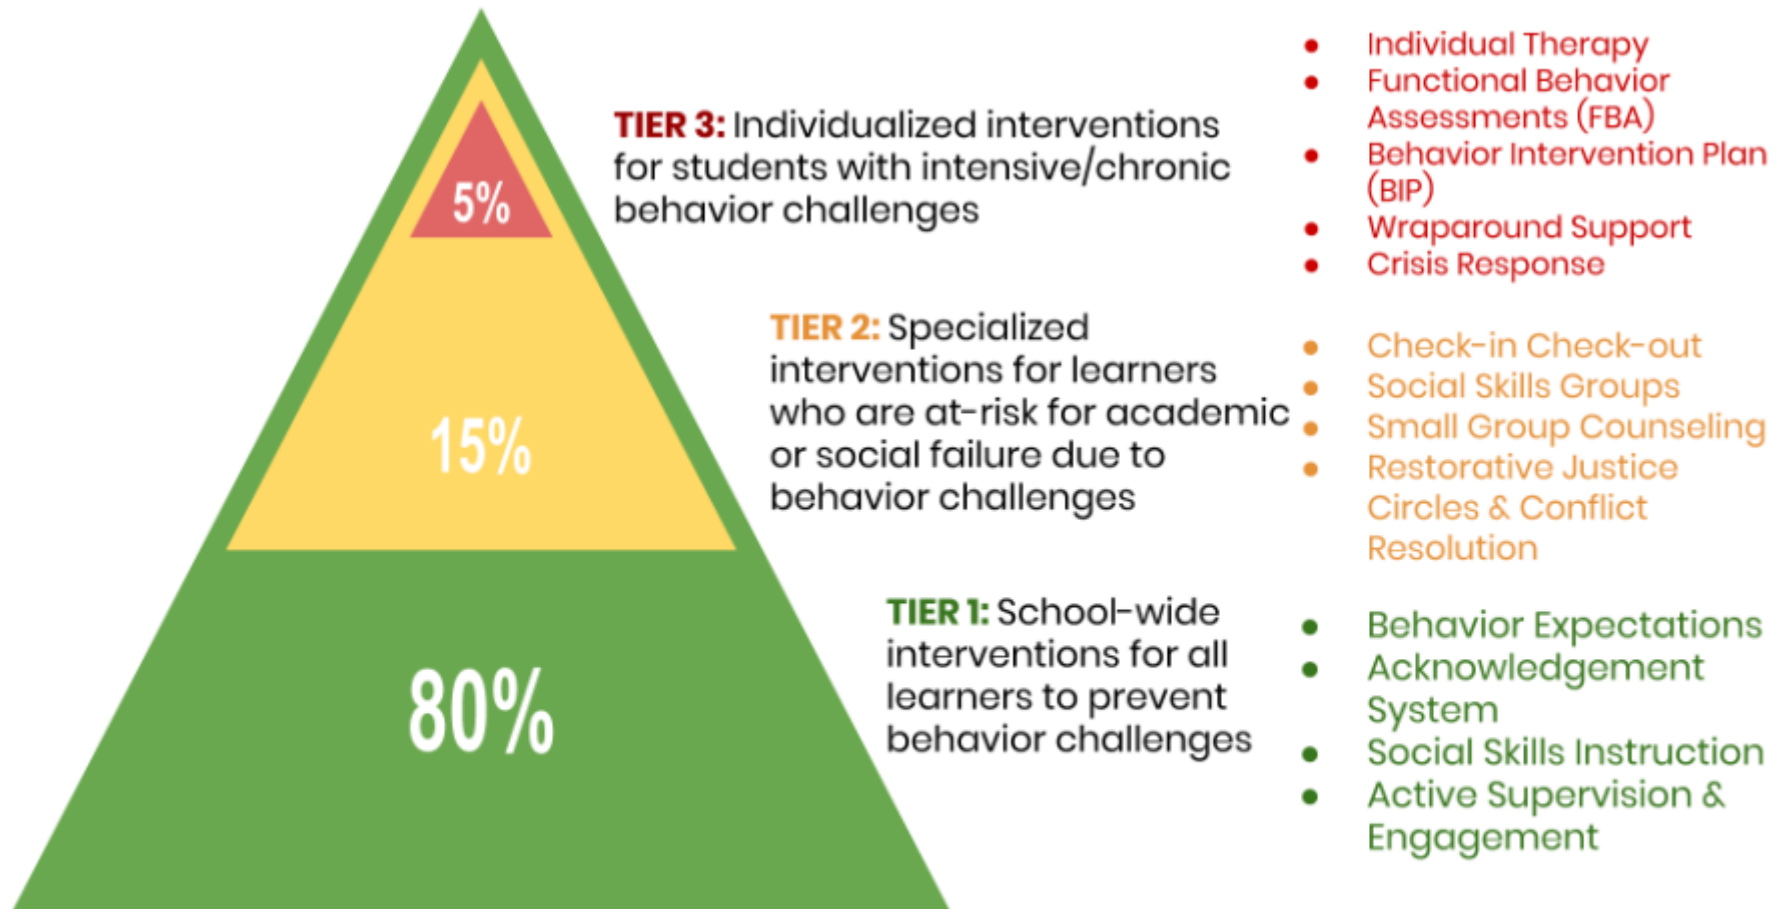 5%
TIER 3: Individualized interventions
for students with intensive/chronic
behavior challenges
• Individual Therapy
• Functional Behavior
Assessments (FBA)
• Behavior Intervention Plan
(BIP)
• Wraparound Support
• Crisis Response
15%
TIER 2: Specialized
interventions for learners
who are at-risk for academic
or social failure due to
behavior challenges
• Check-in Check-out
• Social Skills Groups
• Small Group Counseling
• Restorative Justice
Circles & Conflict
Resolution
80%
TIER 1: School-wide
interventions for all
learners to prevent
behavior challenges
• Behavior Expectations
• Acknowledgement
System
• Social Skills Instruction
• Active Supervision &
Engagement